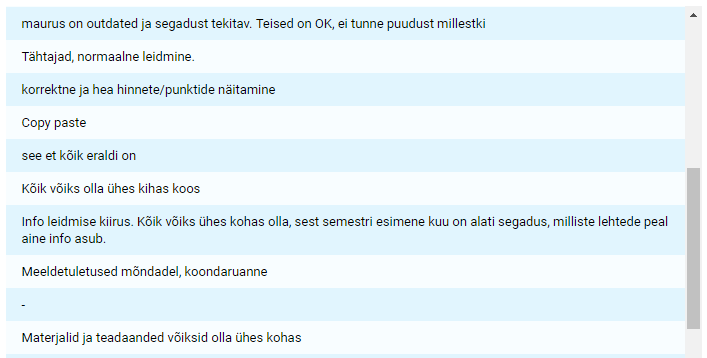 maurus on outdated ja segadust tekitav. Teised on OK, ei tunne puudust millestki
Tähtajad, normaalne leidmine.
korrektne ja hea hinnete/punktide näitamine
Copy paste
see et kõik eraldi on
Kõik võiks olla ühes kihas koos
Info leidmise kiirus. Kõik võiks ühes kohas olla, sest semestri esimene kuu on alati segadus, milliste lehtede peal
aine info asub.
Meeldetuletused mõndadel, koondaruanne
-
Materjalid ja teadaanded võiksid olla ühes kohas